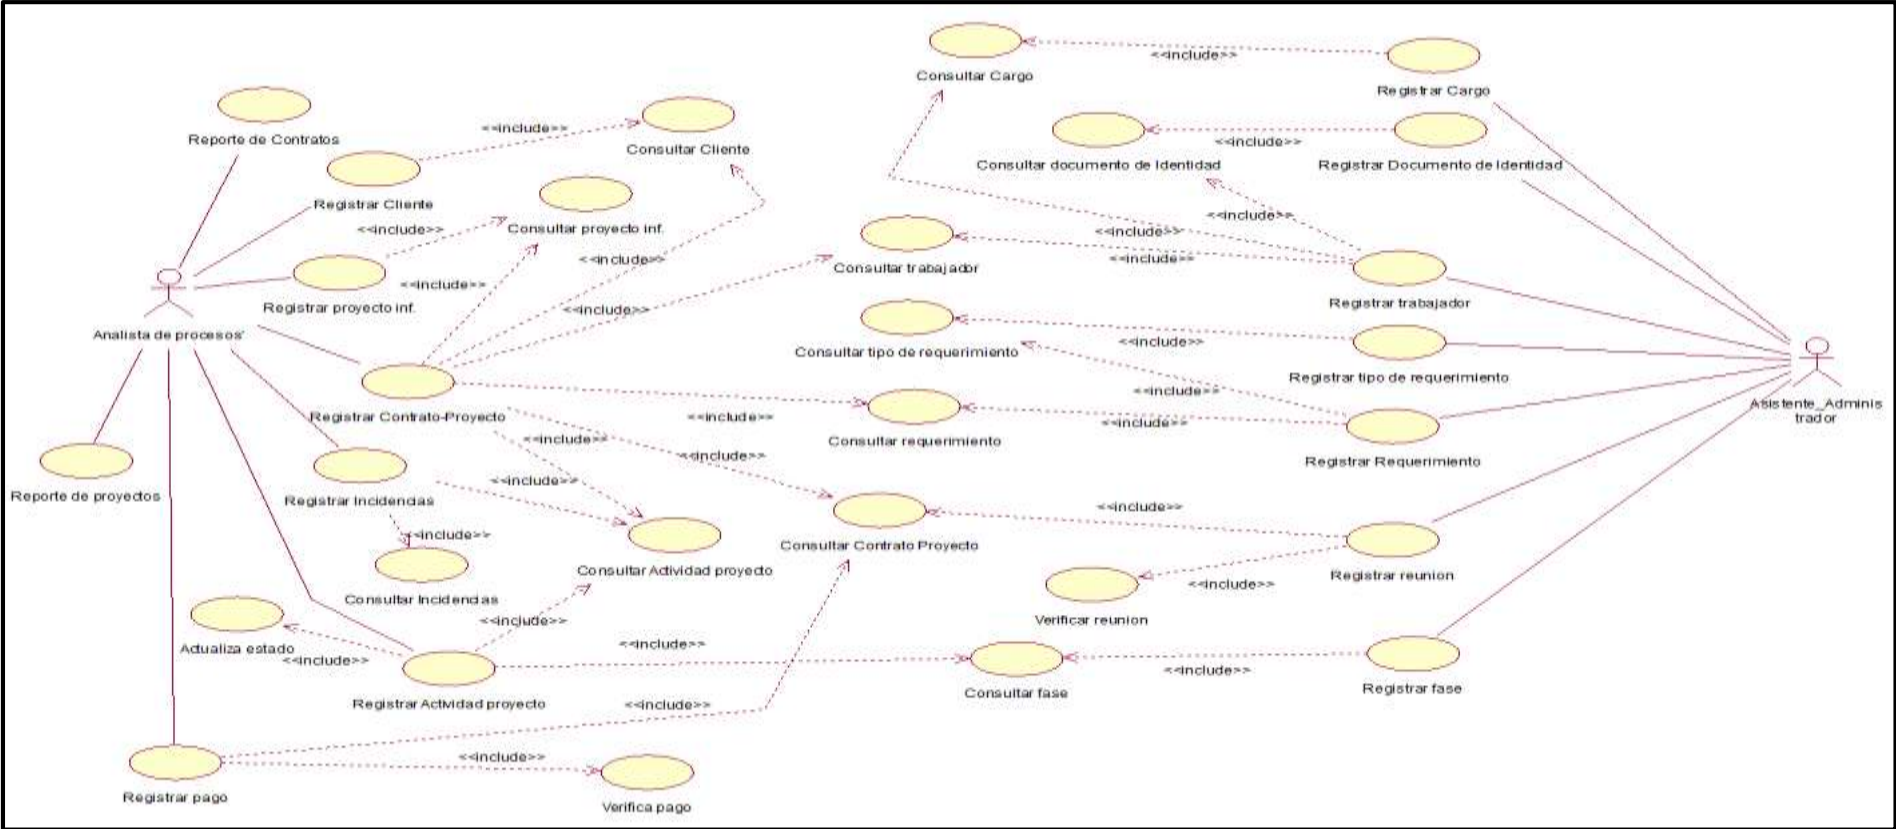 Consultar Cargo
<<include>>
Registrar Cargo
Reporte de Contratos
<<include>>
Consultar Cliente
Consultar documento de Identidad
<<include>>
Registrar Documento de Identidad
Registrar Cliente
<<include>>
Consultar proyecto inf.
<<include>>
<<include>>
Registrar proyecto inf.
<<include>>
<<include>>
<<include>>
Consultar trabajador
<<include>>
<<include>>
Registrar trabajador
Analista de procesos'
Consultar tipo de requerimiento
<<include>>
Registrar tipo de requerimiento
Registrar Contrato-Proyecto
<<include>>
<<include>>
<<include>>
Consultar requerimiento
<<include>>
<<include>>
Registrar Requerimiento
Asistente_Adminis
trador
Reporte de proyectos
Registrar Incidencias
<<include>>
<<include>>
Consultar Incidencias
Consultar Actividad proyecto
Consultar Contrato Proyecto
<<include>>
Registrar reunion
<<include>>
Verificar reunion
Actualiza estado
<<include>>
<<include>>
<<include>>
Registrar Actividad proyecto
Consultar fase
<<include>>
Registrar fase
<<include>>
<<include>>
Registrar pago
Verifica pago